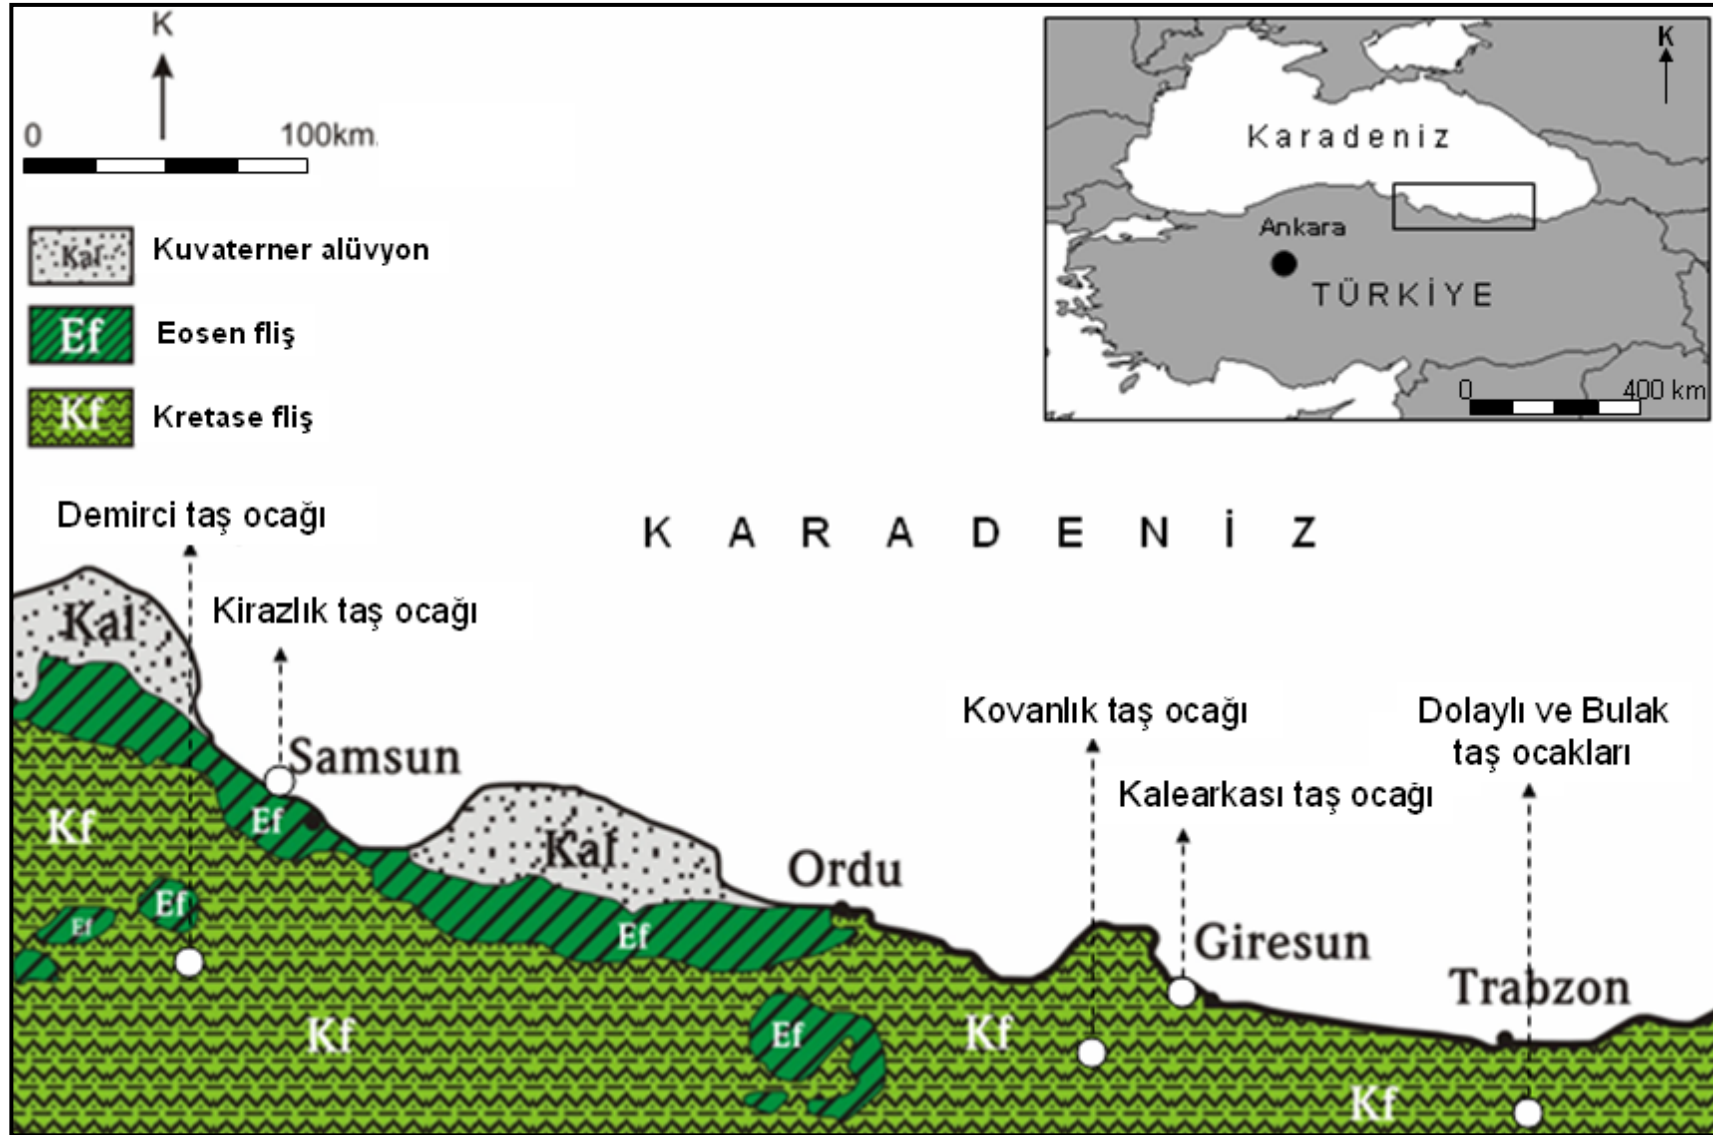 K
0 100km.
Kal Kuvaterner alüvyon
Ef Eosen fliş
Kf Kretase fliş
K
Karadeniz
Ankara
TÜRKİYE
0 400 km
Demirci taş ocağı
KARADENİZ
Kirazlık taş ocağı
Kal
Kovanlık taş ocağı
Dolaylı ve Bulak
taş ocakları
Samsun
Kalearkası taş ocağı
Ef
Kf
Kal
Ordu
Ef
Ef
Ef
Giresun
Trabzon
Kf
Ef
Kf
Kf